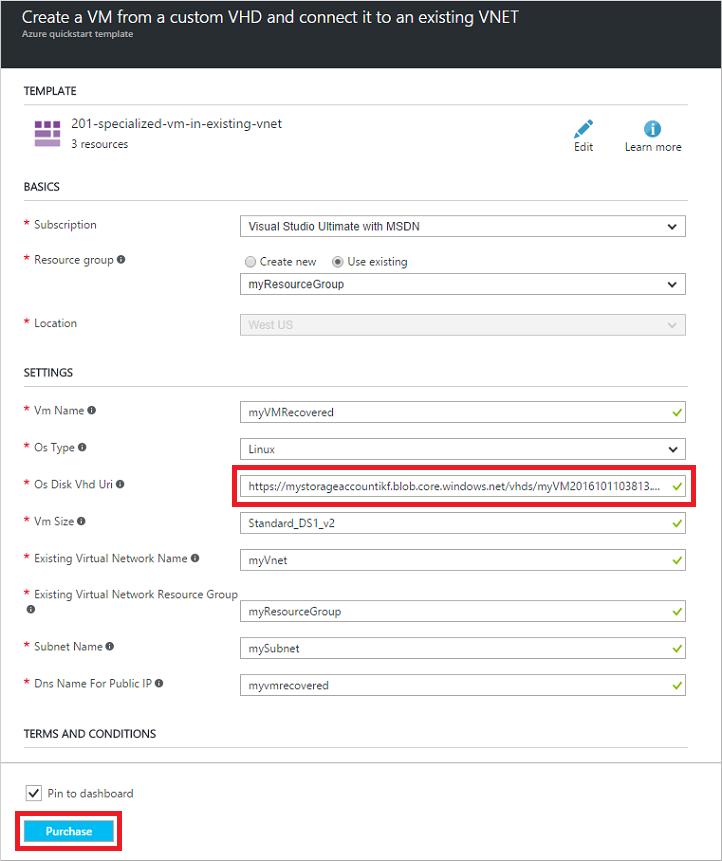 Create a VM from a custom VHD and connect it to an existing VNET
Azure quickstart template
TEMPLATE
201-specialized-vm-in-existing-vnet
3 resources
Edit
Learn more
BASICS
* Subscription
Visual Studio Ultimate with MSDN
* Resource group
Create new
Use existing
myResourceGroup
* Location
West US
SETTINGS
* Vm Name
myVMRecovered
* Os Type
Linux
* Os Disk Vhd Uri
https://mystorageaccountikf.blob.core.windows.net/vhds/myVM2016101103813....
* Vm Size
Standard_DS1_v2
* Existing Virtual Network Name
myVnet
* Existing Virtual Network Resource Group
myResourceGroup
* Subnet Name
mySubnet
* Dns Name For Public IP
myvmrecovered
TERMS AND CONDITIONS
Pin to dashboard
Purchase